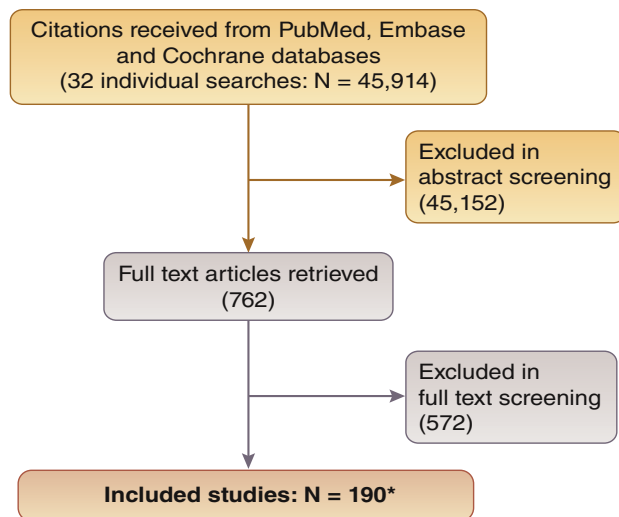 Citations received from PubMed, Embase
and Cochrane databases
(32 individual searches: N = 45,914)
Excluded in
abstract screening
(45,152)
Full text articles retrieved
(762)
Excluded in
full text screening
(572)
Included studies: N = 190*